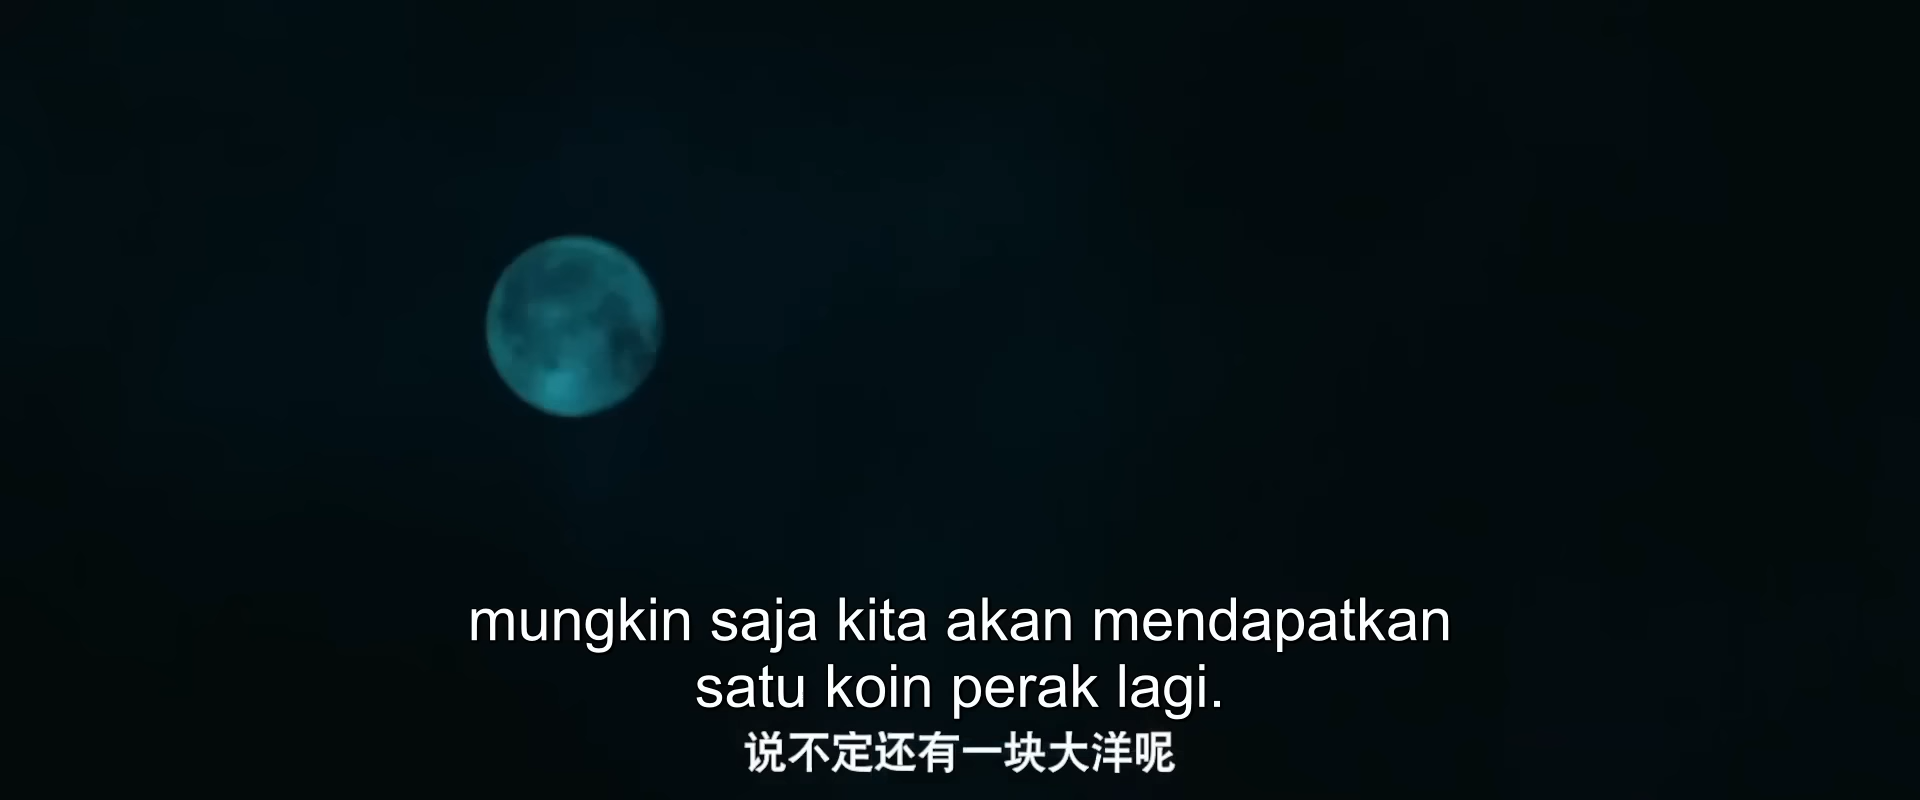 mungkin saja kita akan mendapatkan
satu koin perak lagi.
说不定还有一块大洋呢